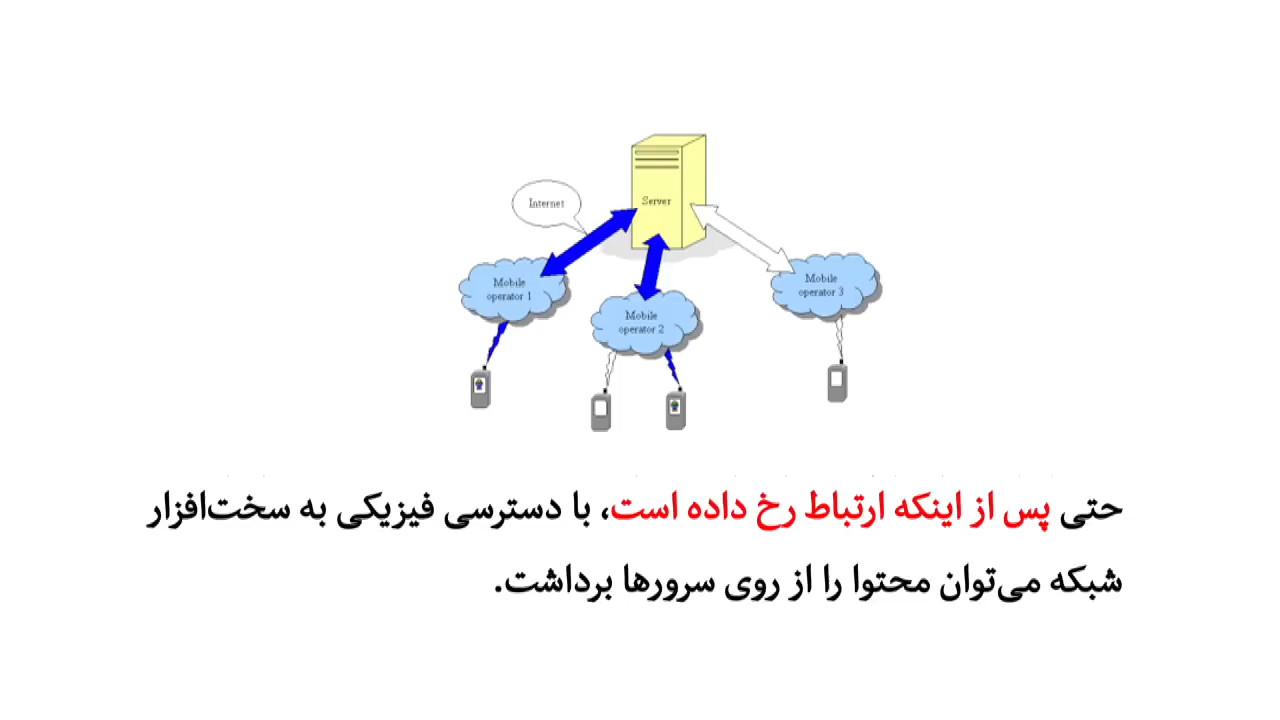 Server
Internet
Mobile
operator 1
Mobile
operator 2
Mobile
operator 3
حتی پس از اینکه ارتباط رخ داده است، با دسترسی فیزیکی به سخت‌افزار
شبکه می‌توان محتوا را از روی سرورها برداشت.